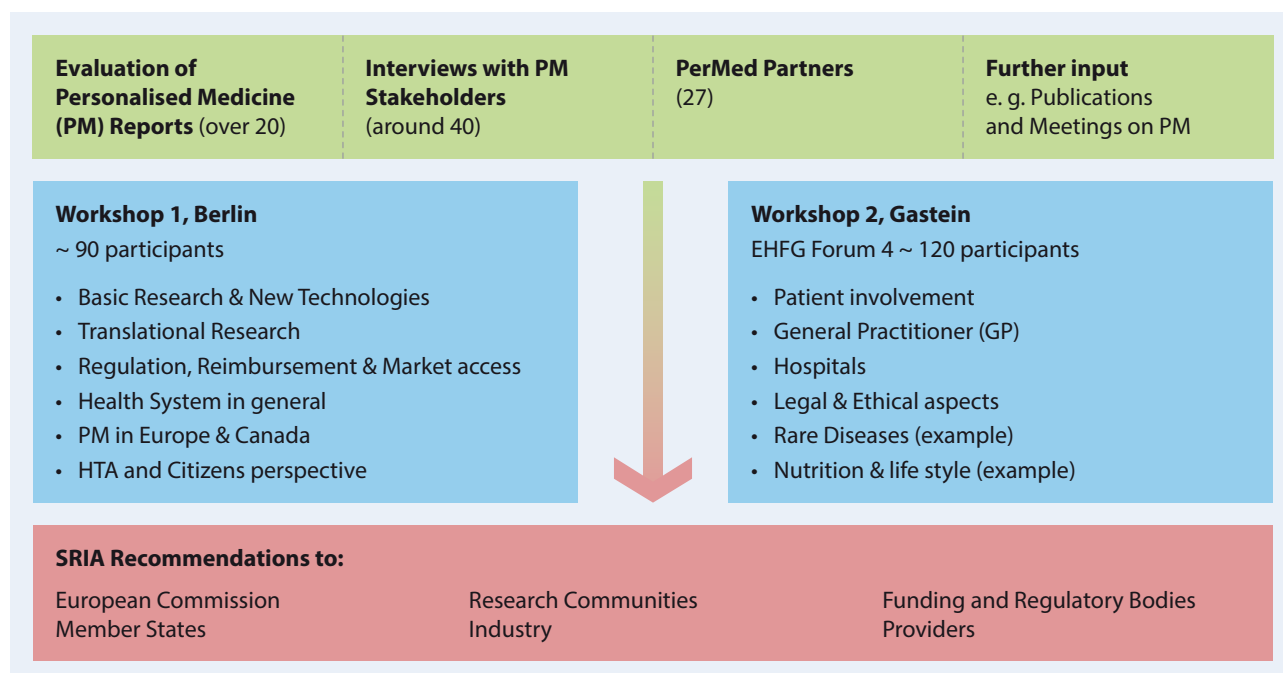 Evaluation of
Personalised Medicine
(PM) Reports (over 20)
Interviews with PM
Stakeholders
(around 40)
PerMed Partners
(27)
Further input
e. g. Publications
and Meetings on PM
Workshop 1, Berlin
~ 90 participants
• Basic Research & New Technologies
• Translational Research
• Regulation, Reimbursement & Market access
• Health System in general
• PM in Europe & Canada
• HTA and Citizens perspective
Workshop 2, Gastein
EHFG Forum 4 ~ 120 participants
• Patient involvement
• General Practitioner (GP)
• Hospitals
• Legal & Ethical aspects
• Rare Diseases (example)
• Nutrition & life style (example)
SRIA Recommendations to:
European Commission
Member States
Research Communities
Industry
Funding and Regulatory Bodies
Providers